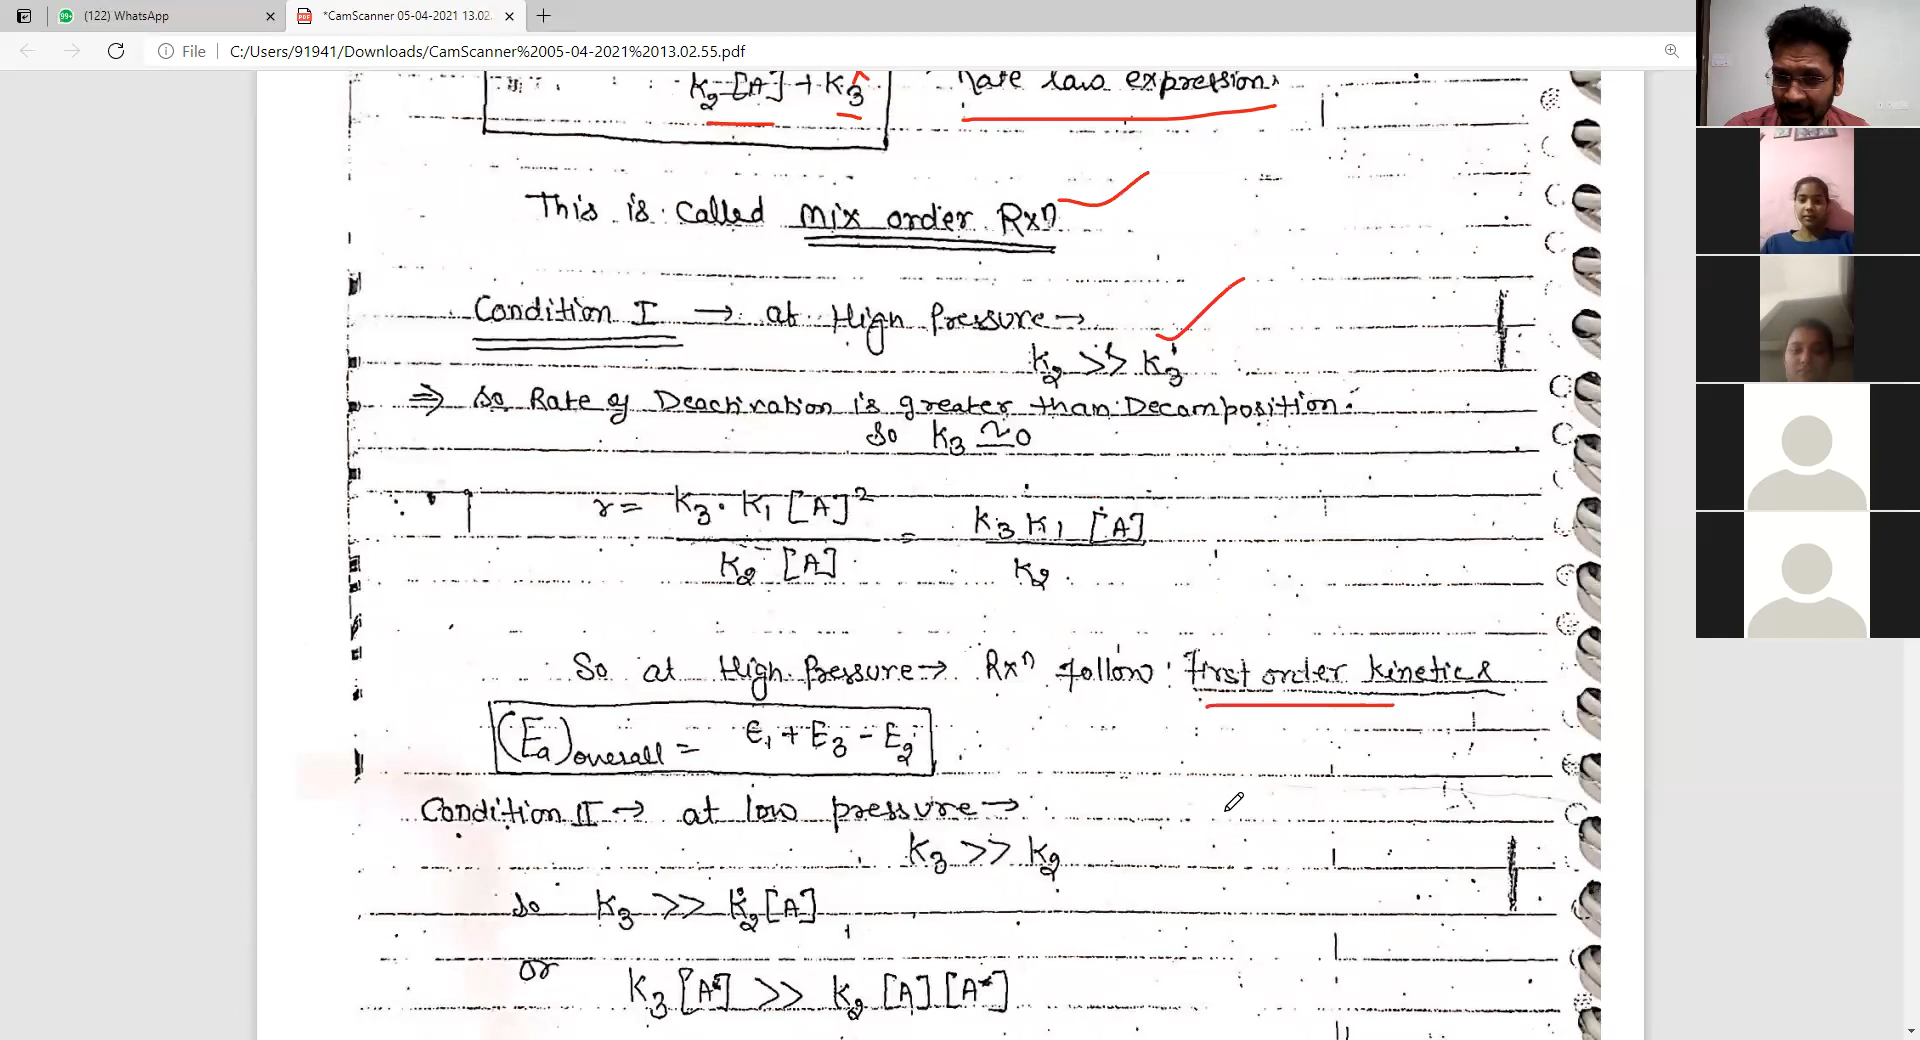 99+ (122) WhatsApp
*CamScanner 05-04-2021 13.02.
File C:/Users/91941/Downloads/CamScanner%2005-04-2021%2013.02.55.pdf
K2 [A] + K3
Rate law expression
This is called Mix order Rxn
Condition I → at High Pressure →
K2 >> K3
⇒ so Rate of Deactivation is greater than Decomposition.
so K3 ≃ 0
r = K3 . K1 [A]² / K2 [A] = K3 K1 [A] / K2
So at High Pressure → Rxn follow first order kinetics
(Ea)overall = E1 + E3 - E2
Condition II → at low pressure →
K3 >> K2
so K3 >> K2 [A]
or K3 [A*] >> K2 [A] [A*]